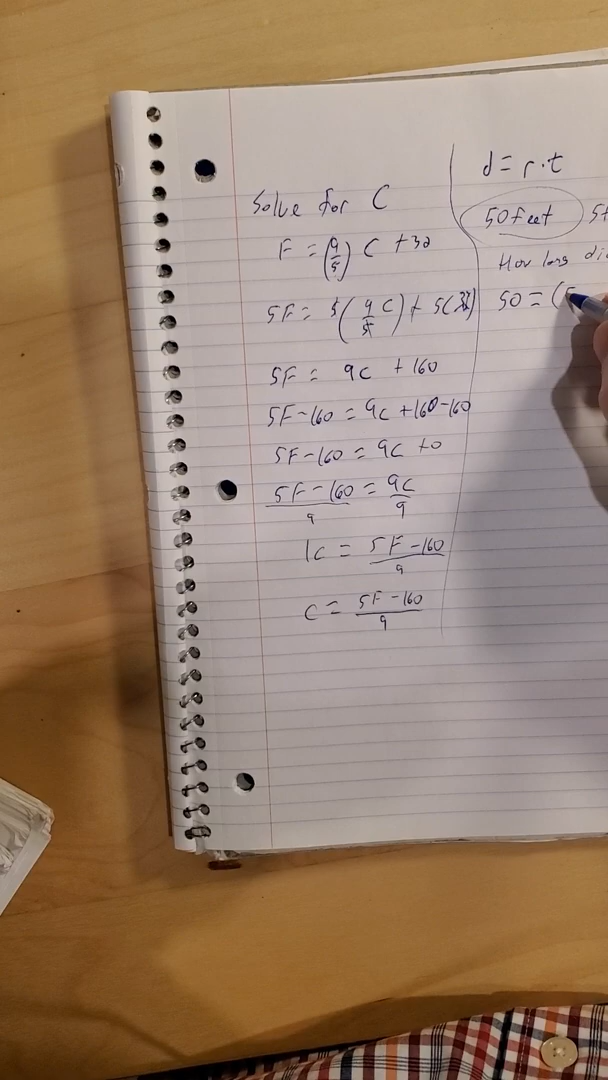 Solve for C
F = (9/5) C + 32
5F = 5(9/5 C) + 5(32)
5F = 9C + 160
5F - 160 = 9C + 160 - 160
5F - 160 = 9C + 0
5F - 160 / 9 = 9C / 9
1C = 5F - 160 / 9
C = 5F - 160 / 9
d = r·t
50 feet
How long
50 = (